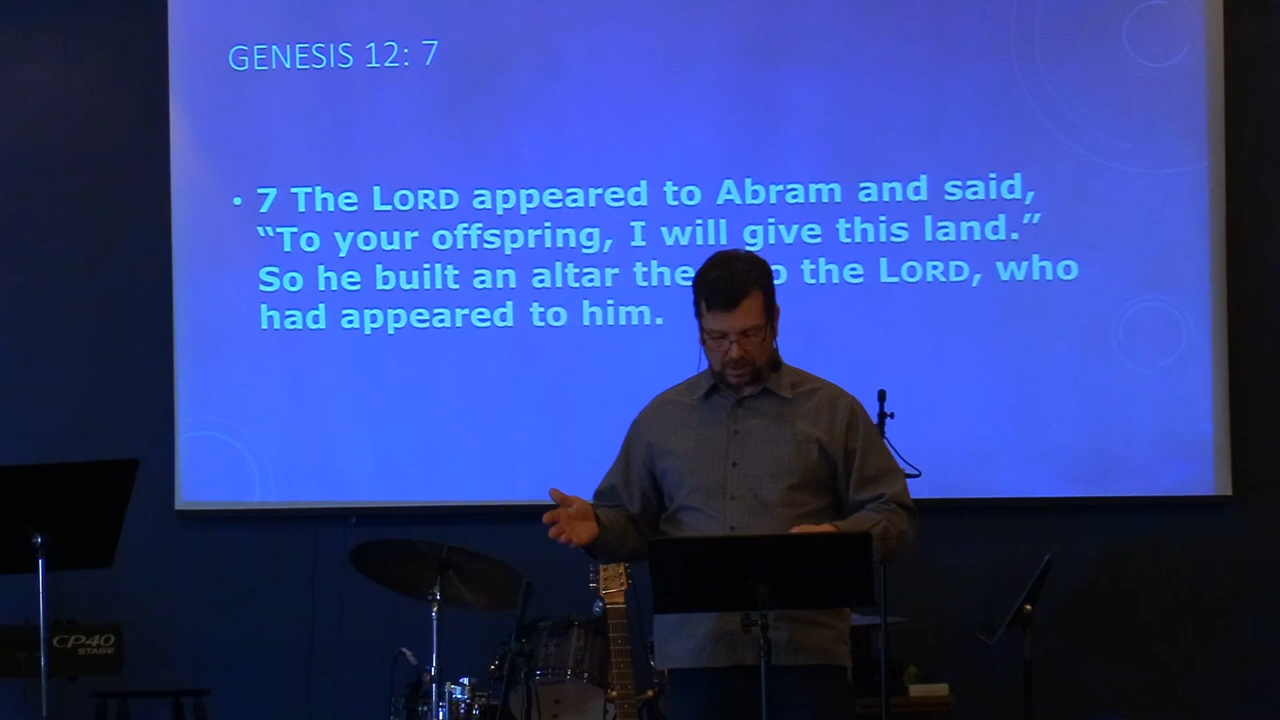 GENESIS 12: 7
• 7 The LORD appeared to Abram and said,
“To your offspring, I will give this land.”
So he built an altar the o the LORD, who
had appeared to him.
CP40
STAGE